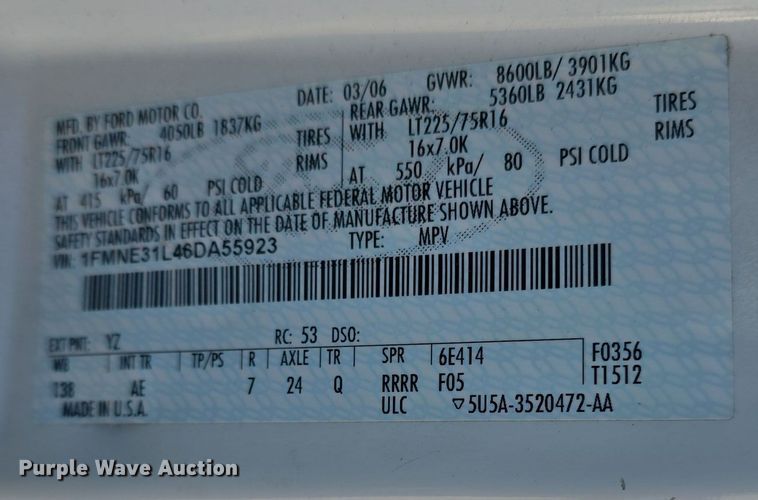 MFD. BY FORD MOTOR CO. DATE: 03/06 GVWR: 8600LB/ 3901KG
FRONT GAWR: 4050LB 1837KG REAR GAWR: 5360LB 2431KG
WITH LT225/75R16 TIRES WITH LT225/75R16 TIRES
16x7.0K RIMS 16x7.0K RIMS
AT 415 kPa/ 60 PSI COLD AT 550 kPa/ 80 PSI COLD
THIS VEHICLE CONFORMS TO ALL APPLICABLE FEDERAL MOTOR VEHICLE
SAFETY STANDARDS IN EFFECT ON THE DATE OF MANUFACTURE SHOWN ABOVE.
VIN: 1FMNE31L46DA55923 TYPE: MPV
EXT PNT: YZ RC: 53 DSO:
WB INT TR TP/PS R AXLE TR SPR 6E414 F0356
138 AE 7 24 Q RRRR F05 T1512
MADE IN U.S.A. ULC ▽5U5A-3520472-AA
Purple Wave Auction